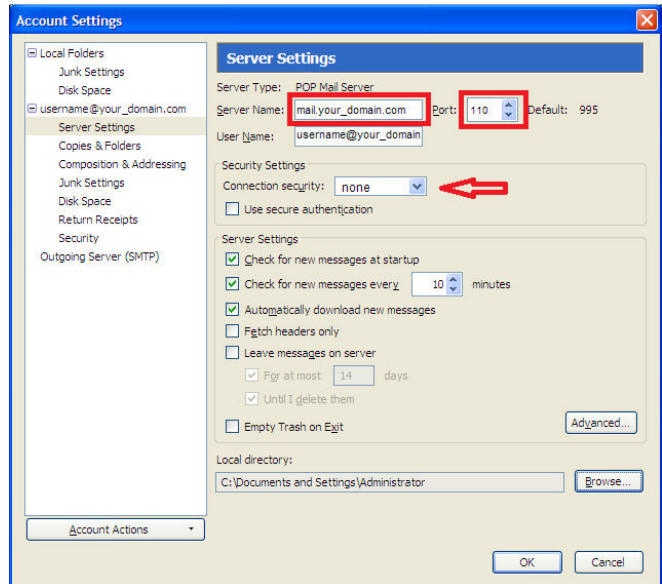 Account Settings
Local Folders
Junk Settings
Disk Space
username@your_domain.com
Server Settings
Copies & Folders
Composition & Addressing
Junk Settings
Disk Space
Return Receipts
Security
Outgoing Server (SMTP)
Account Actions
Server Settings
Server Type: POP Mail Server
Server Name: mail.your_domain.com Port: 110 Default: 995
User Name: username@your_domain
Security Settings
Connection security: none
Use secure authentication
Server Settings
Check for new messages at startup
Check for new messages every 10 minutes
Automatically download new messages
Fetch headers only
Leave messages on server
For at most 14 days
Until I delete them
Empty Trash on Exit
Advanced...
Local directory:
C:\Documents and Settings\Administrator Browse...
OK Cancel